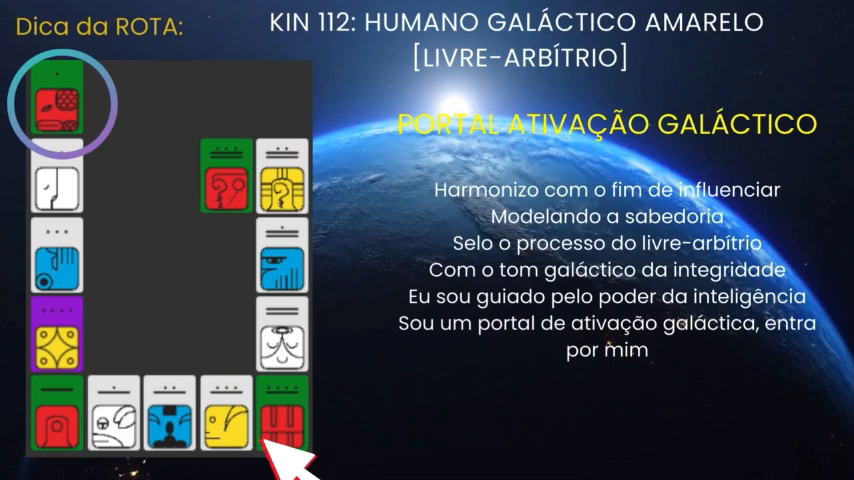 Dica da ROTA:
KIN 112: HUMANO GALÁCTICO AMARELO
[LIVRE-ARBÍTRIO]
PORTAL ATIVAÇÃO GALÁCTICO
Harmonizo com o fim de influenciar
Modelando a sabedoria
Selo o processo do livre-arbítrio
Com o tom galáctico da integridade
Eu sou guiado pelo poder da inteligência
Sou um portal de ativação galáctica, entra
por mim